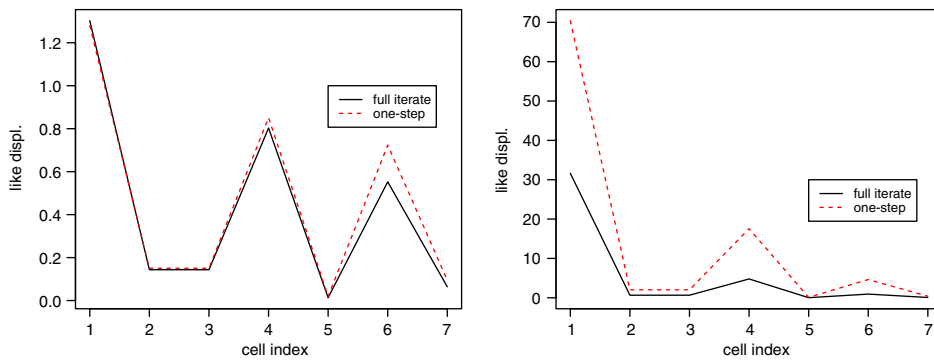 1.2
1.0
0.8
0.6
0.4
0.2
0.0
like displ.
full iterate
one-step
1 2 3 4 5 6 7
cell index
70
60
50
40
30
20
10
0
like displ.
full iterate
one-step
1 2 3 4 5 6 7
cell index